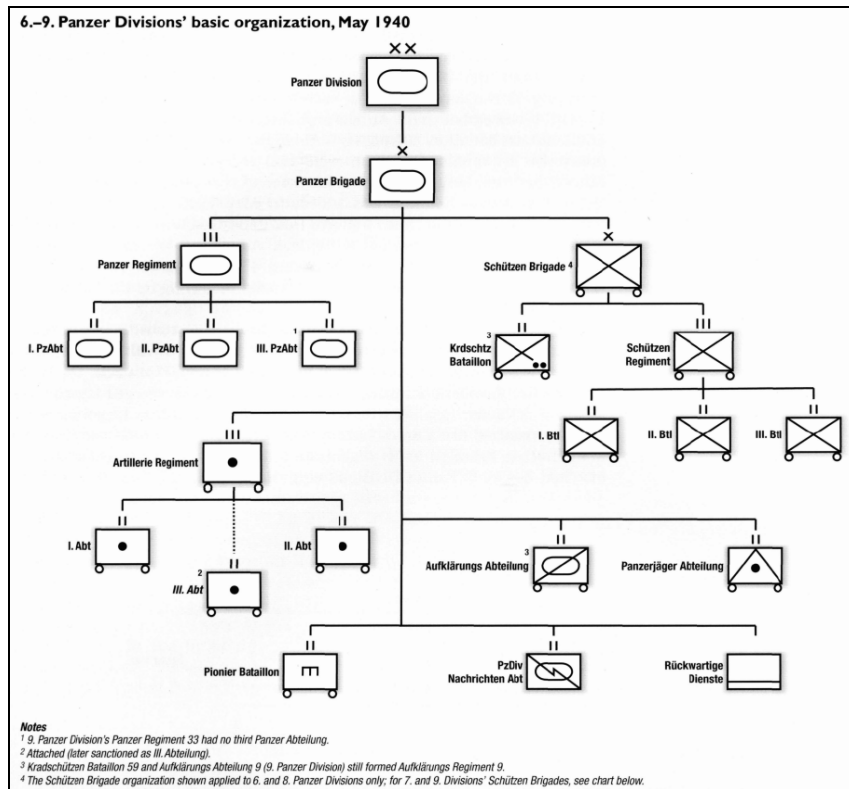 6.–9. Panzer Divisions' basic organization, May 1940
Panzer Division
Panzer Brigade
Panzer Regiment
Schützen Brigade 4
I. PzAbt
II. PzAbt
1
III. PzAbt
3
Krdschtz
Bataillon
Schützen
Regiment
I. Btl
II. Btl
III. Btl
Artillerie Regiment
I. Abt
II. Abt
2
III. Abt
3
Aufklärungs Abteilung
Panzerjäger Abteilung
Pionier Bataillon
PzDiv
Nachrichten Abt
Rückwartige
Dienste
Notes
1 9. Panzer Division's Panzer Regiment 33 had no third Panzer Abteilung.
2 Attached (later sanctioned as III. Abteilung).
3 Kradschützen Bataillon 59 and Aufklärungs Abteilung 9 (9. Panzer Division) still formed Aufklärungs Regiment 9.
4 The Schützen Brigade organization shown applied to 6. and 8. Panzer Divisions only; for 7. and 9. Divisions' Schützen Brigades, see chart below.